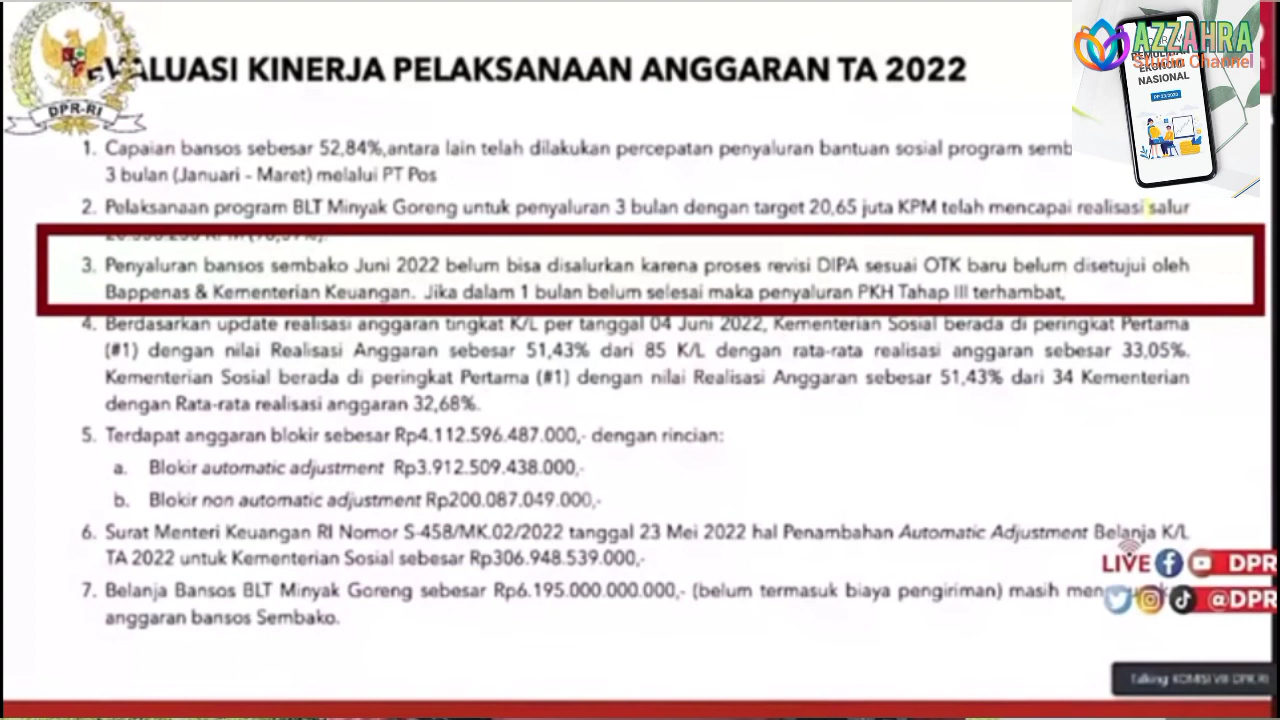 EVALUASI KINERJA PELAKSANAAN ANGGARAN TA 2022
DPR-RI
AZZAHRA
Studio Channel
EKONOMI
NASIONAL
PP 23/2020
1. Capaian bansos sebesar 52,84%,antara lain telah dilakukan percepatan penyaluran bantuan sosial program semb
3 bulan (Januari - Maret) melalui PT Pos
2. Pelaksanaan program BLT Minyak Goreng untuk penyaluran 3 bulan dengan target 20,65 juta KPM telah mencapai realisasi salur
3. Penyaluran bansos sembako Juni 2022 belum bisa disalurkan karena proses revisi DIPA sesuai OTK baru belum disetujui oleh
Bappenas & Kementerian Keuangan. Jika dalam 1 bulan belum selesai maka penyaluran PKH Tahap III terhambat,
4. Berdasarkan update realisasi anggaran tingkat K/L per tanggal 04 Juni 2022, Kementerian Sosial berada di peringkat Pertama
(#1) dengan nilai Realisasi Anggaran sebesar 51,43% dari 85 K/L dengan rata-rata realisasi anggaran sebesar 33,05%.
Kementerian Sosial berada di peringkat Pertama (#1) dengan nilai Realisasi Anggaran sebesar 51,43% dari 34 Kementerian
dengan Rata-rata realisasi anggaran 32,68%.
5. Terdapat anggaran blokir sebesar Rp4.112.596.487.000,- dengan rincian:
a. Blokir automatic adjustment Rp3.912.509.438.000,-
b. Blokir non automatic adjustment Rp200.087.049.000,-
6. Surat Menteri Keuangan RI Nomor S-458/MK.02/2022 tanggal 23 Mei 2022 hal Penambahan Automatic Adjustment Belanja K/L
TA 2022 untuk Kementerian Sosial sebesar Rp306.948.539.000,-
7. Belanja Bansos BLT Minyak Goreng sebesar Rp6.195.000.000.000,- (belum termasuk biaya pengiriman) masih
anggaran bansos Sembako.
LIVE DPR
@DPR
Talking: KOMISI VIII DPR RI